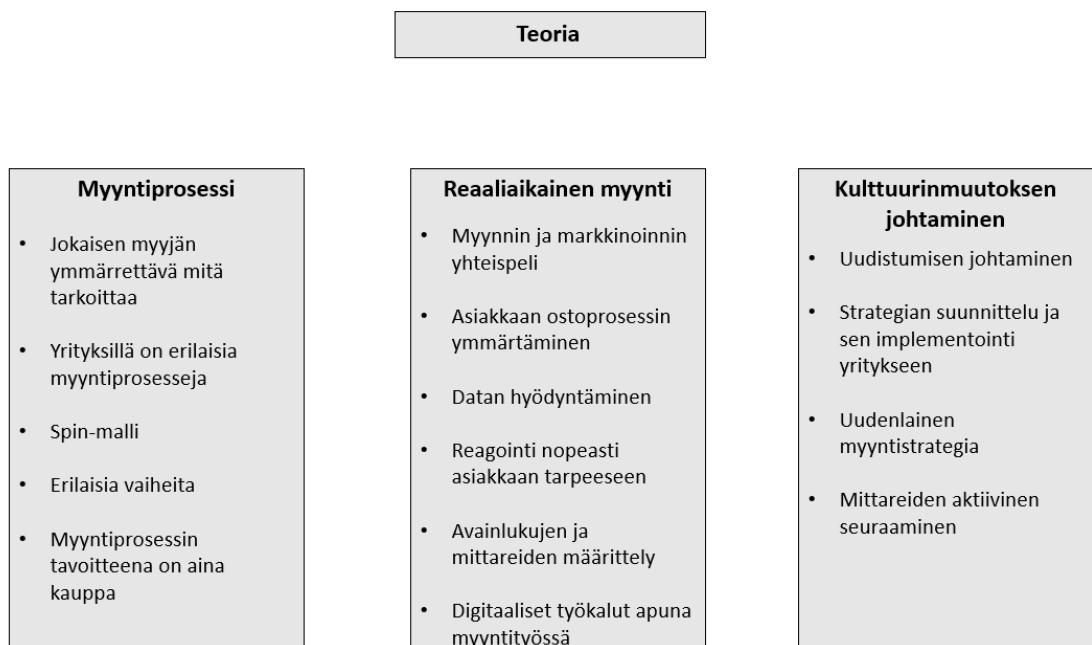 Teoria
Myyntiprosessi
• Jokaisen myyjän
ymmärrettävä mitä
tarkoittaa
• Yrityksillä on erilaisia
myyntiprosesseja
• Spin-malli
• Erilaisia vaiheita
• Myyntiprosessin
tavoitteena on aina
kauppa
Reaaliaikainen myynti
• Myynnin ja markkinoinnin
yhteispeli
• Asiakkaan ostoprosessin
ymmärtäminen
• Datan hyödyntäminen
• Reagointi nopeasti
asiakkaan tarpeeseen
• Avainlukujen ja
mittareiden määrittely
• Digitaaliset työkalut apuna
myyntityössä
Kulttuurinmuutoksen
johtaminen
• Uudistumisen johtaminen
• Strategian suunnittelu ja
sen implementointi
yritykseen
• Uudenlainen
myyntistrategia
• Mittareiden aktiivinen
seuraaminen